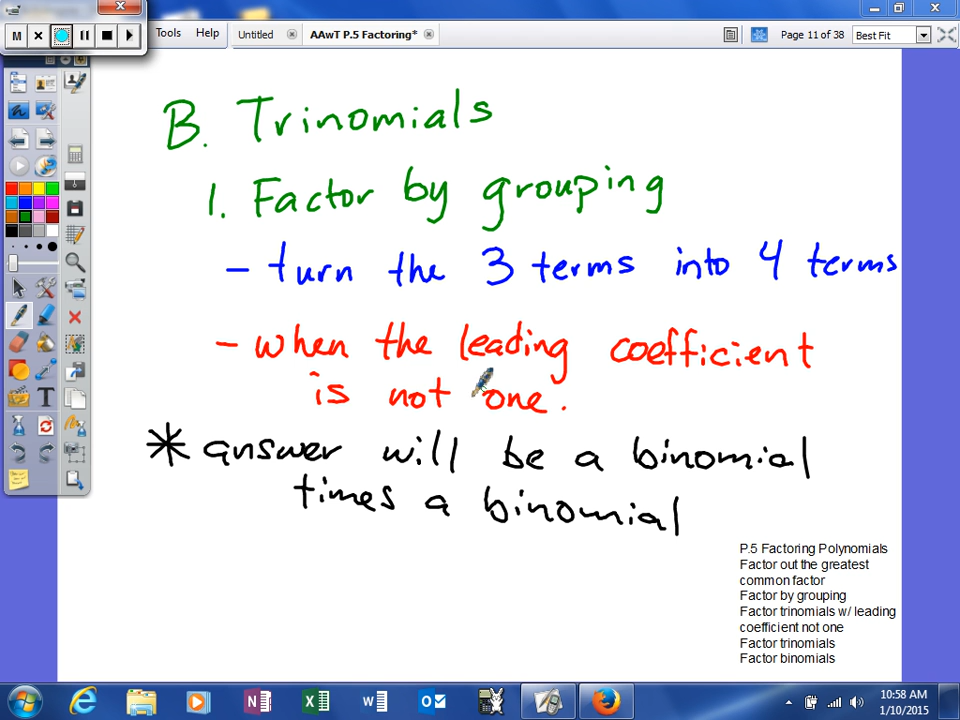 M
Tools Help Untitled AAwT P.5 Factoring* Page 11 of 38 Best Fit
B. Trinomials
1. Factor by grouping
- turn the 3 terms into 4 terms
- when the leading coefficient
is not one.
* answer will be a binomial
times a binomial
P.5 Factoring Polynomials
Factor out the greatest
common factor
Factor by grouping
Factor trinomials w/ leading
coefficient not one
Factor trinomials
Factor binomials
10:58 AM
1/10/2015